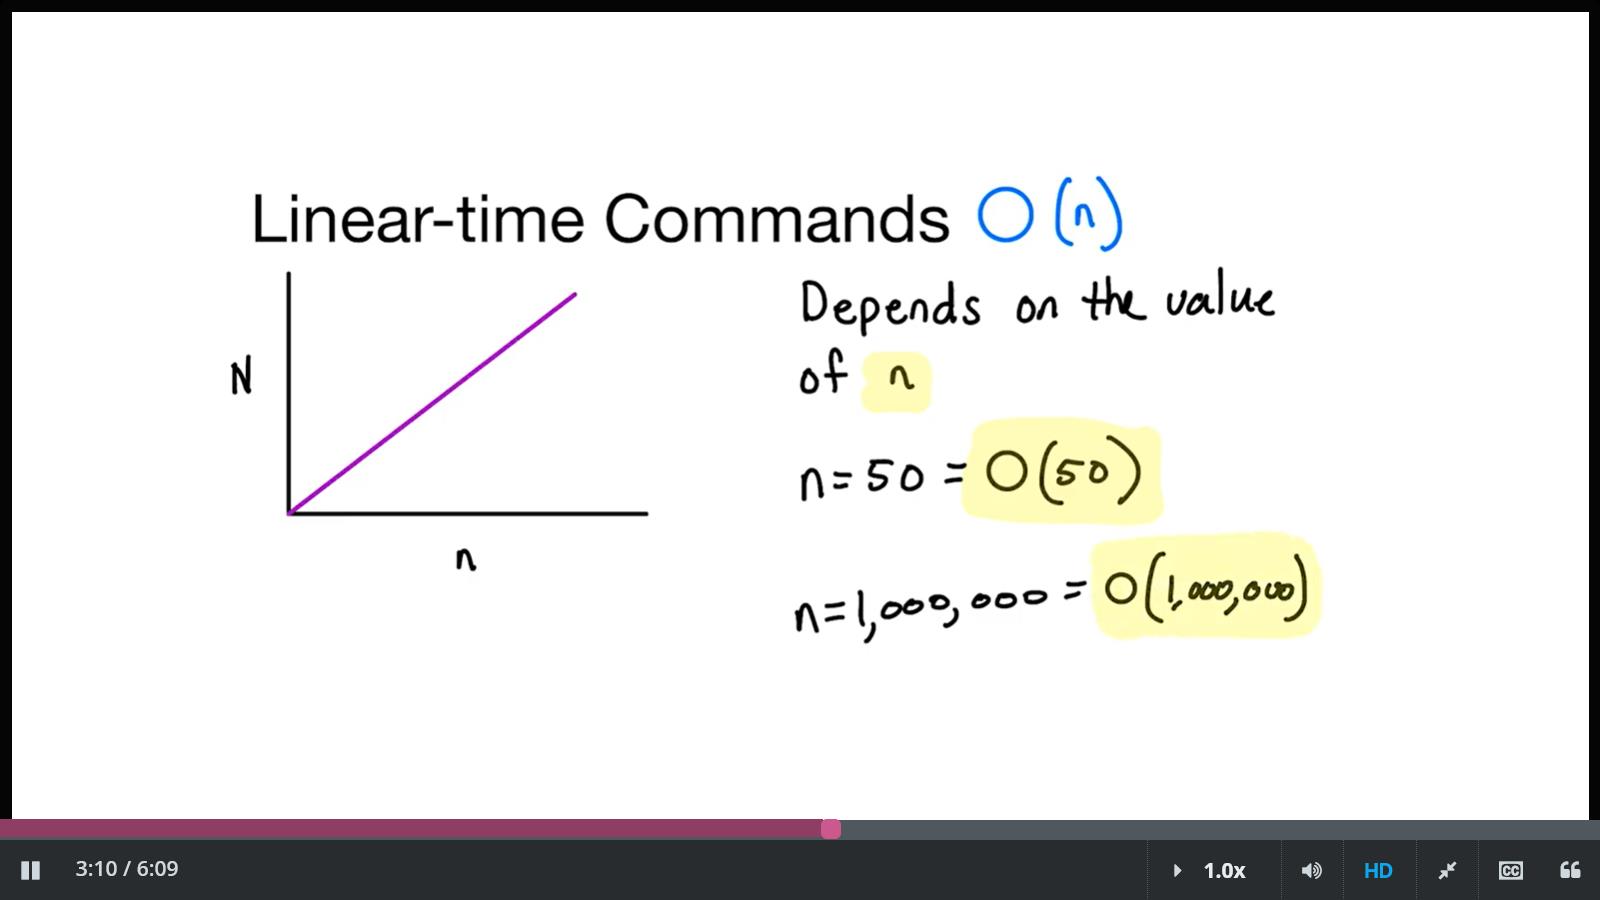 Linear-time Commands O(n)
N
n
Depends on the value
of n
n=50 = O(50)
n=1,000,000 = O(1,000,000)
3:10 / 6:09
1.0x
HD
CC